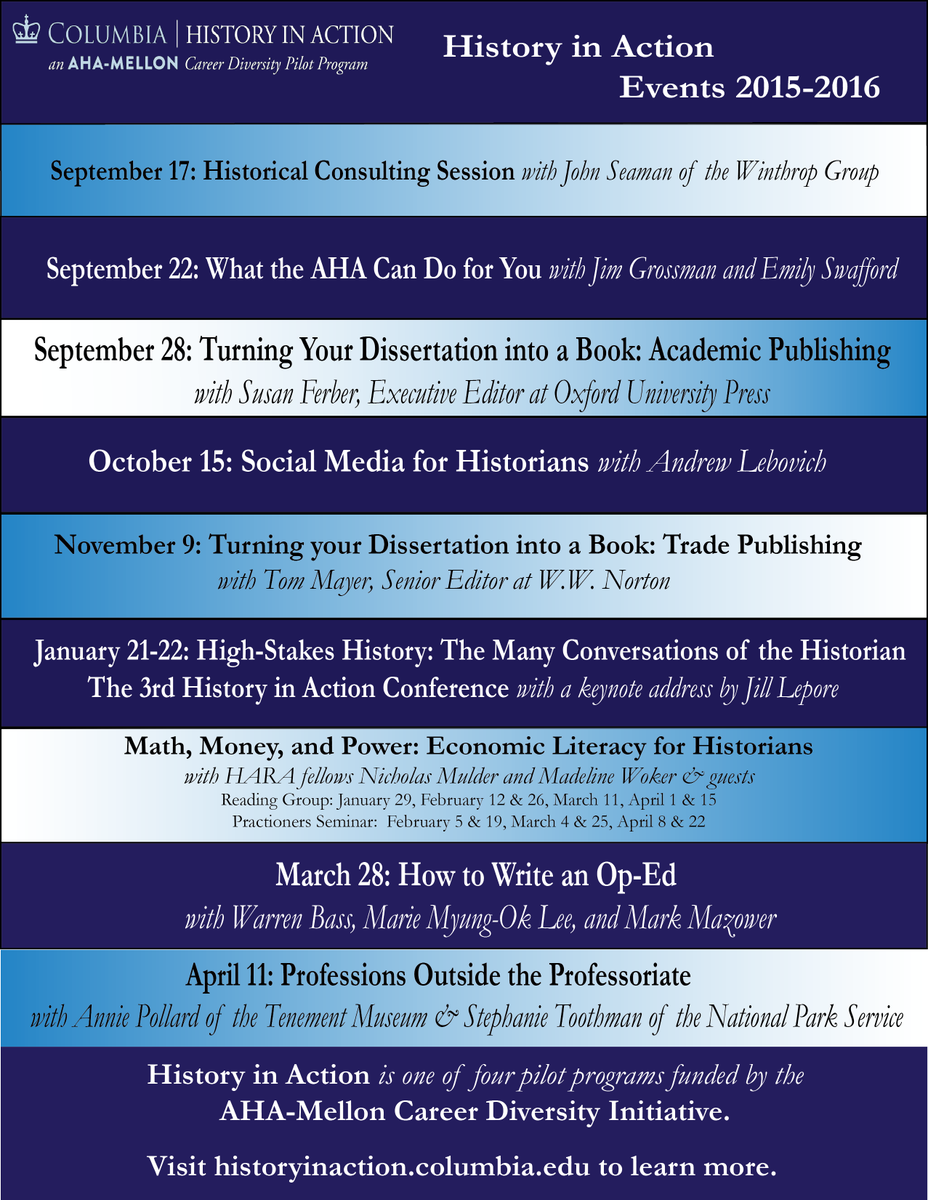 COLUMBIA | HISTORY IN ACTION
an AHA-MELLON Career Diversity Pilot Program
History in Action
Events 2015-2016
September 17: Historical Consulting Session with John Seaman of the Winthrop Group
September 22: What the AHA Can Do for You with Jim Grossman and Emily Swafford
September 28: Turning Your Dissertation into a Book: Academic Publishing
with Susan Ferber, Executive Editor at Oxford University Press
October 15: Social Media for Historians with Andrew Lebovich
November 9: Turning your Dissertation into a Book: Trade Publishing
with Tom Mayer, Senior Editor at W.W. Norton
January 21-22: High-Stakes History: The Many Conversations of the Historian
The 3rd History in Action Conference with a keynote address by Jill Lepore
Math, Money, and Power: Economic Literacy for Historians
with HARA fellows Nicholas Mulder and Madeline Woker & guests
Reading Group: January 29, February 12 & 26, March 11, April 1 & 15
Practioners Seminar: February 5 & 19, March 4 & 25, April 8 & 22
March 28: How to Write an Op-Ed
with Warren Bass, Marie Myung-Ok Lee, and Mark Mazower
April 11: Professions Outside the Professoriate
with Annie Pollard of the Tenement Museum & Stephanie Toothman of the National Park Service
History in Action is one of four pilot programs funded by the
AHA-Mellon Career Diversity Initiative.
Visit historyinaction.columbia.edu to learn more.